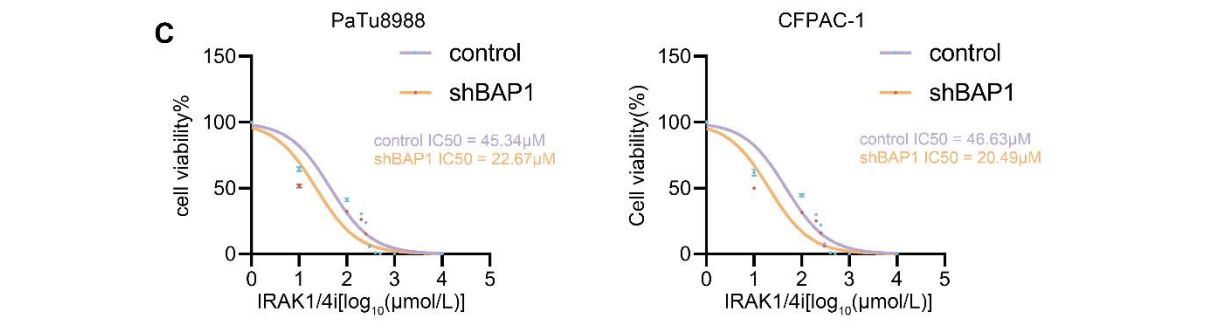 C
PaTu8988
control
shBAP1
control IC50 = 45.34μM
shBAP1 IC50 = 22.67μM
cell viability%
150
100
50
0
0 1 2 3 4 5
IRAK1/4i[log10(μmol/L)]
CFPAC-1
control
shBAP1
control IC50 = 46.63μM
shBAP1 IC50 = 20.49μM
Cell viability(%)
150
100
50
0
0 1 2 3 4 5
IRAK1/4i[log10(μmol/L)]